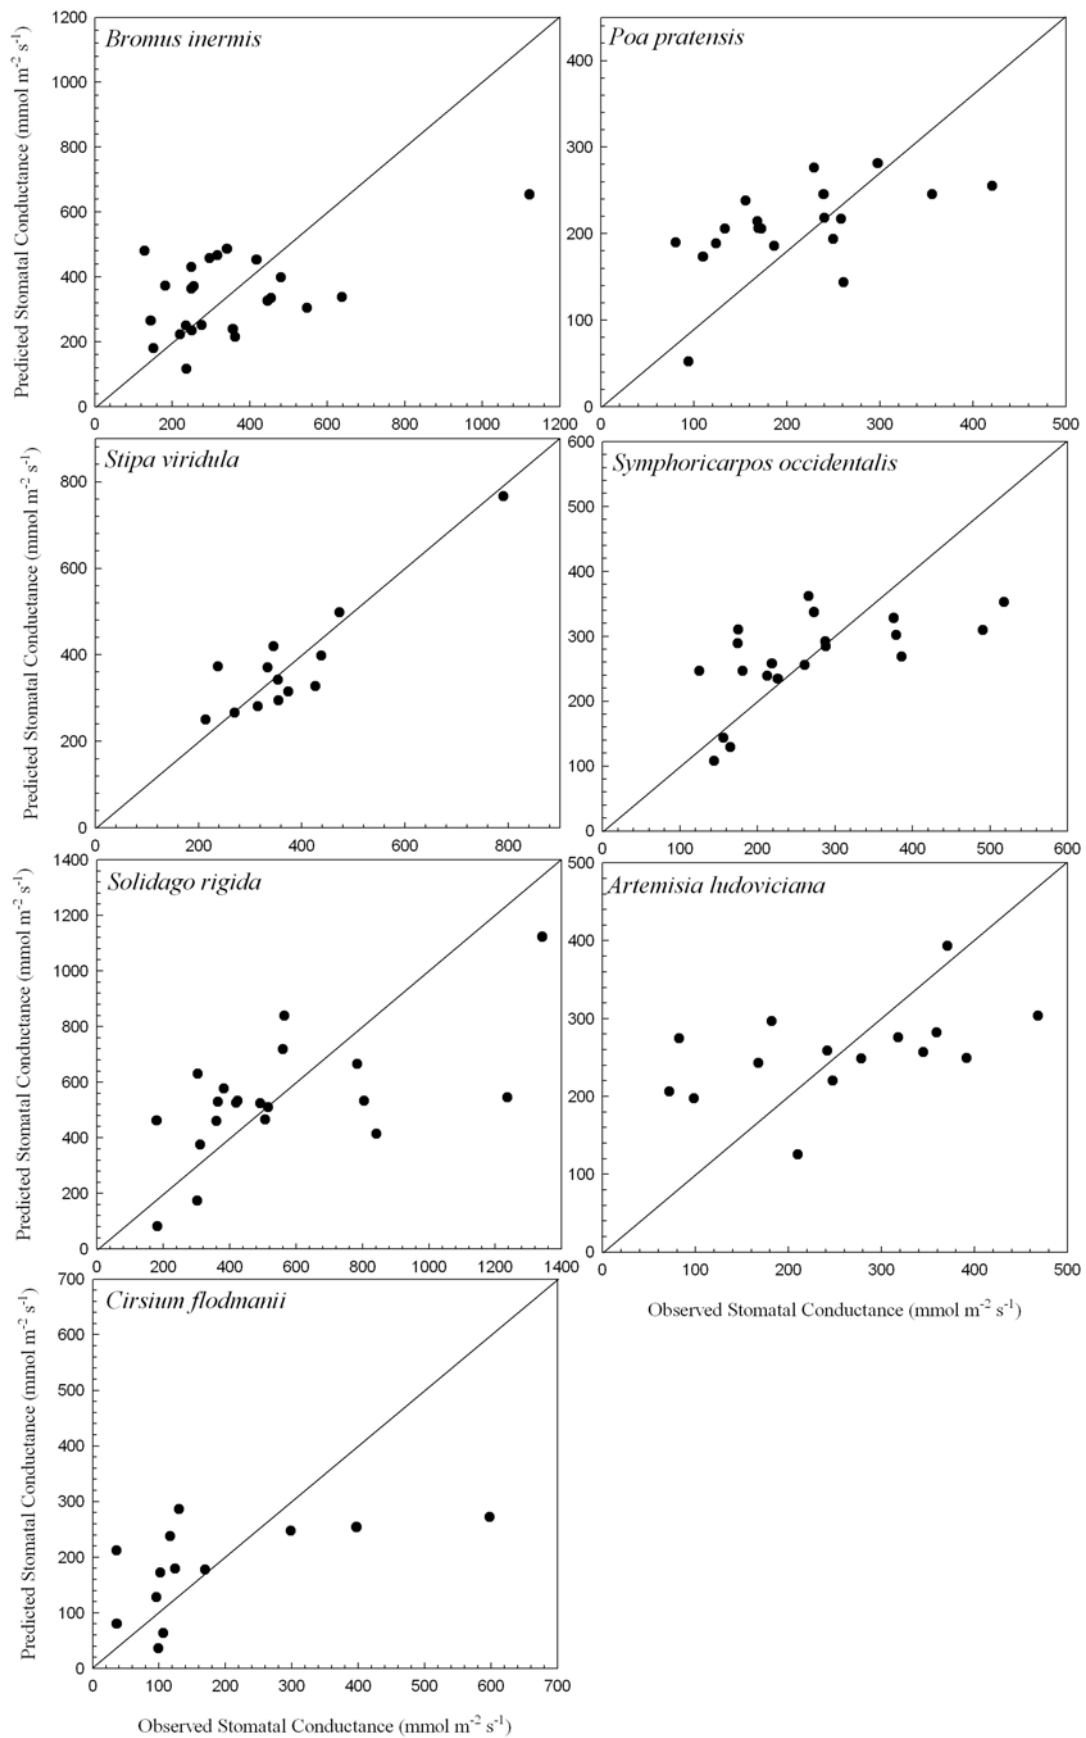 Bromus inermis
Predicted Stomatal Conductance (mmol m⁻² s⁻¹)
1200
1000
800
600
400
200
0
0 200 400 600 800 1000 1200
Poa pratensis
400
300
200
100
0
0 100 200 300 400 500
Stipa viridula
Predicted Stomatal Conductance (mmol m⁻² s⁻¹)
800
600
400
200
0
0 200 400 600 800
Symphoricarpos occidentalis
600
500
400
300
200
100
0
0 100 200 300 400 500 600
Solidago rigida
Predicted Stomatal Conductance (mmol m⁻² s⁻¹)
1400
1200
1000
800
600
400
200
0
0 200 400 600 800 1000 1200 1400
Artemisia ludoviciana
500
400
300
200
100
0
0 100 200 300 400 500
Observed Stomatal Conductance (mmol m⁻² s⁻¹)
Cirsium flodmanii
Predicted Stomatal Conductance (mmol m⁻² s⁻¹)
700
600
500
400
300
200
100
0
0 100 200 300 400 500 600 700
Observed Stomatal Conductance (mmol m⁻² s⁻¹)